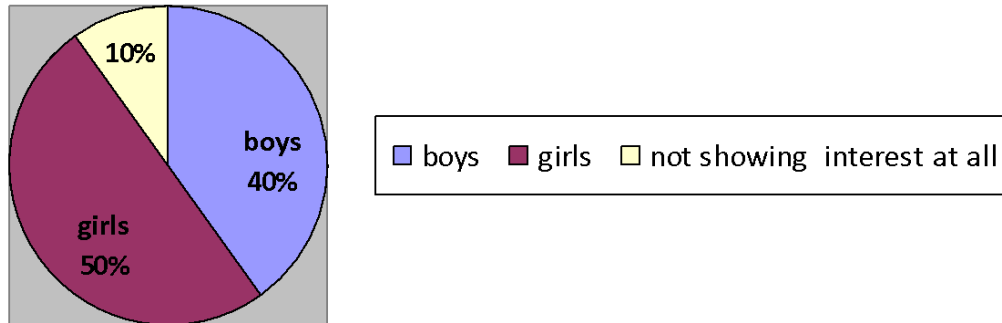 10%
boys
40%
girls
50%
boys girls not showing interest at all